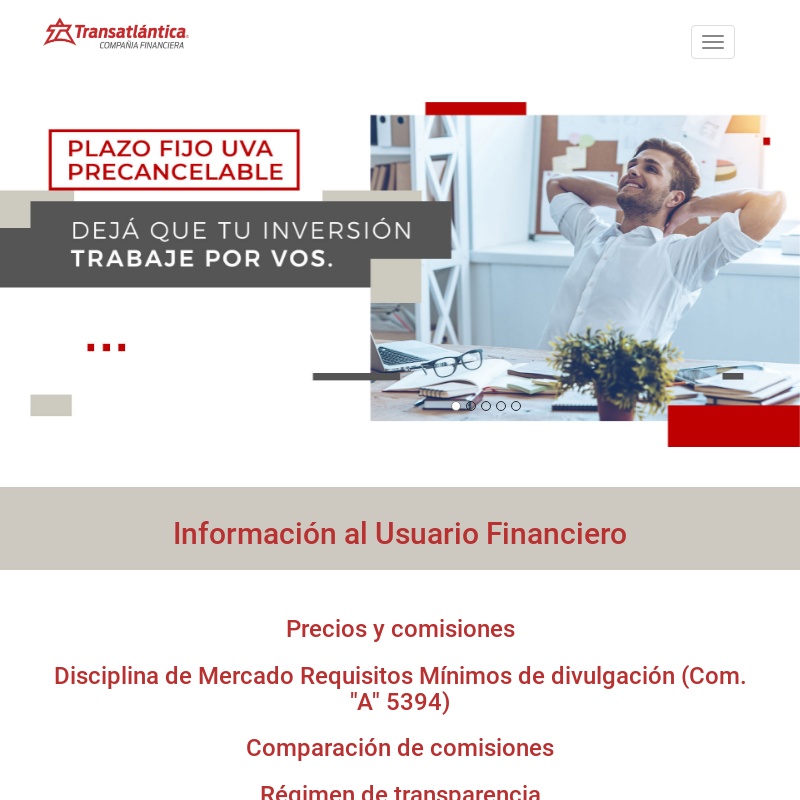 Transatlántica
COMPAÑIA FINANCIERA
PLAZO FIJO UVA
PRECANCELABLE
DEJÁ QUE TU INVERSIÓN
TRABAJE POR VOS.
Información al Usuario Financiero
Precios y comisiones
Disciplina de Mercado Requisitos Mínimos de divulgación (Com.
"A" 5394)
Comparación de comisiones
Régimen de transparencia